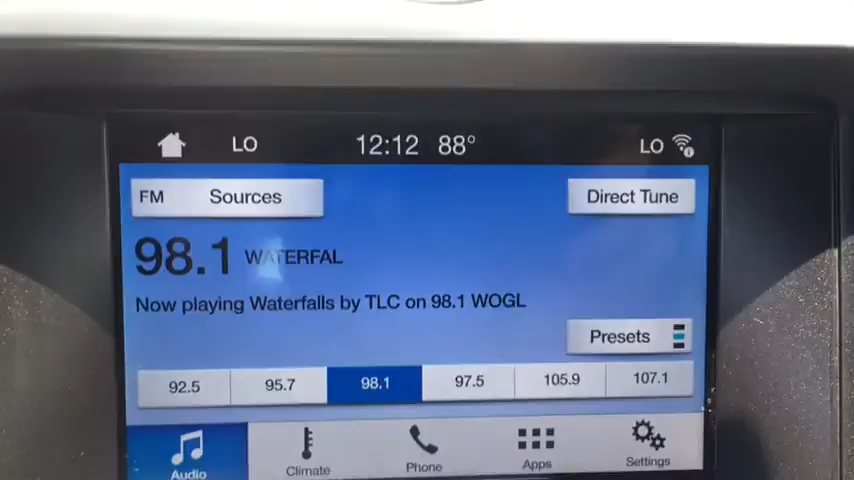 LO 12:12 88° LO
FM Sources Direct Tune
98.1 WATERFAL
Now playing Waterfalls by TLC on 98.1 WOGL
Presets
92.5 95.7 98.1 97.5 105.9 107.1
Audio Climate Phone Apps Settings